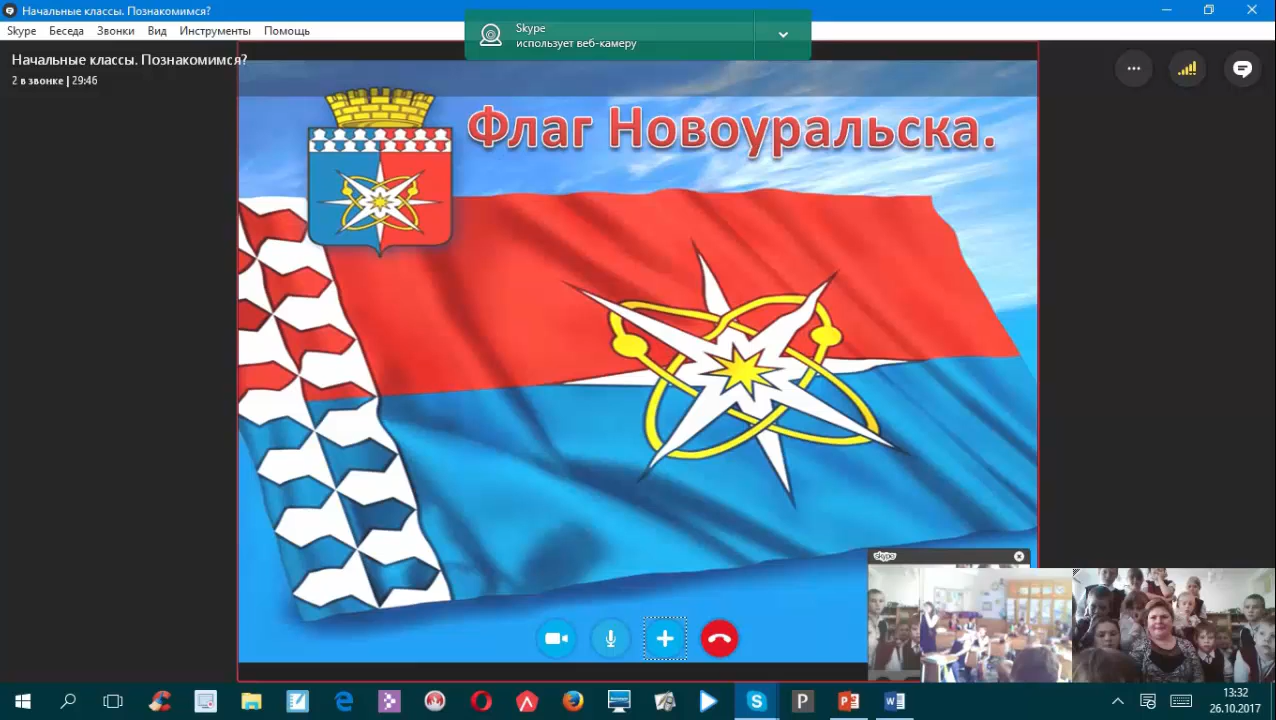 Начальные классы. Познакомимся?
Skype Беседа Звонки Вид Инструменты Помощь
Skype
использует веб-камеру
Начальные классы. Познакомимся?
2 в звонке | 29:46
Флаг Новоуральска.
skype
P
13:32
26.10.2017